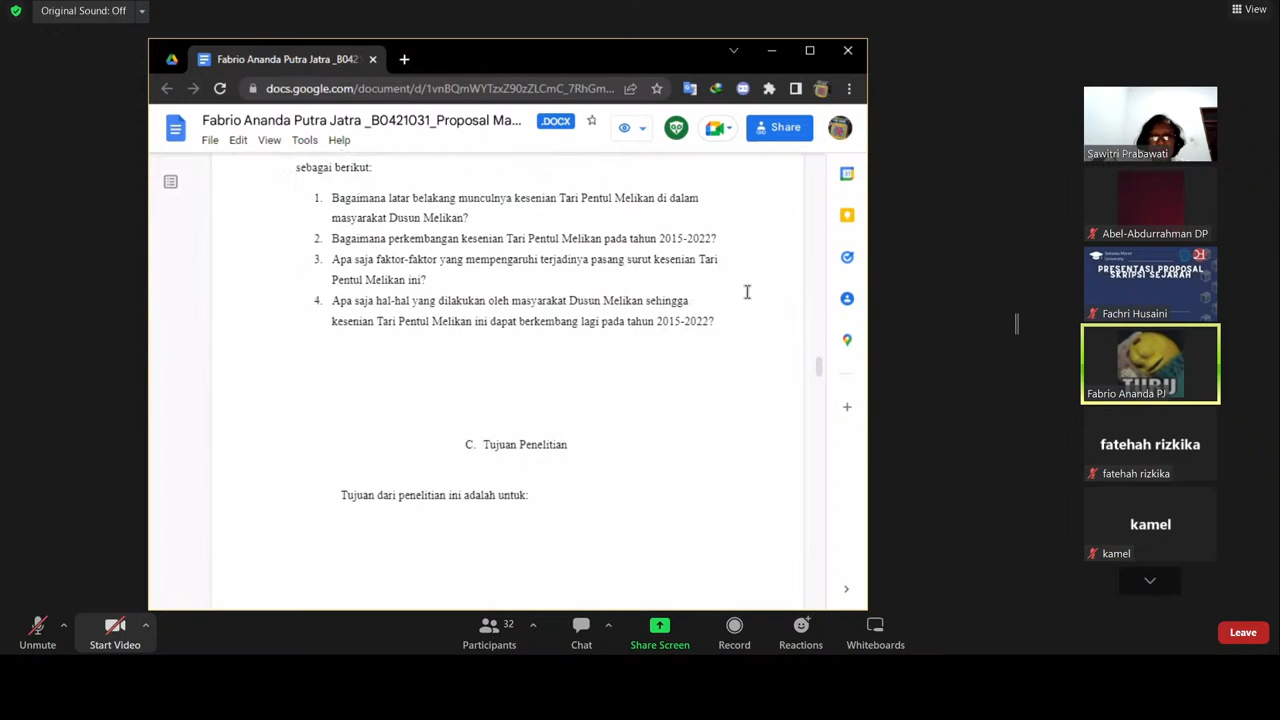 Original Sound: Off
View
Fabrio Ananda Putra Jatra _B042
docs.google.com/document/d/1vnBQmWYTzxZ90zZLCmC_7RhGm...
Fabrio Ananda Putra Jatra _B0421031_Proposal Ma...
.DOCX
Share
File Edit View Tools Help
sebagai berikut:
1. Bagaimana latar belakang munculnya kesenian Tari Pentul Melikan di dalam
masyarakat Dusun Melikan?
2. Bagaimana perkembangan kesenian Tari Pentul Melikan pada tahun 2015-2022?
3. Apa saja faktor-faktor yang mempengaruhi terjadinya pasang surut kesenian Tari
Pentul Melikan ini?
4. Apa saja hal-hal yang dilakukan oleh masyarakat Dusun Melikan sehingga
kesenian Tari Pentul Melikan ini dapat berkembang lagi pada tahun 2015-2022?
C. Tujuan Penelitian
Tujuan dari penelitian ini adalah untuk:
Sawitri Prabawati
Abel-Abdurrahman DP
PRESENTASI PROPOSAL
SKRIPSI SEJARAH
Fachri Husaini
TURU
Fabrio Ananda PJ
fatehah rizkika
fatehah rizkika
kamel
kamel
Unmute
Start Video
32
Participants
Chat
Share Screen
Record
Reactions
Whiteboards
Leave